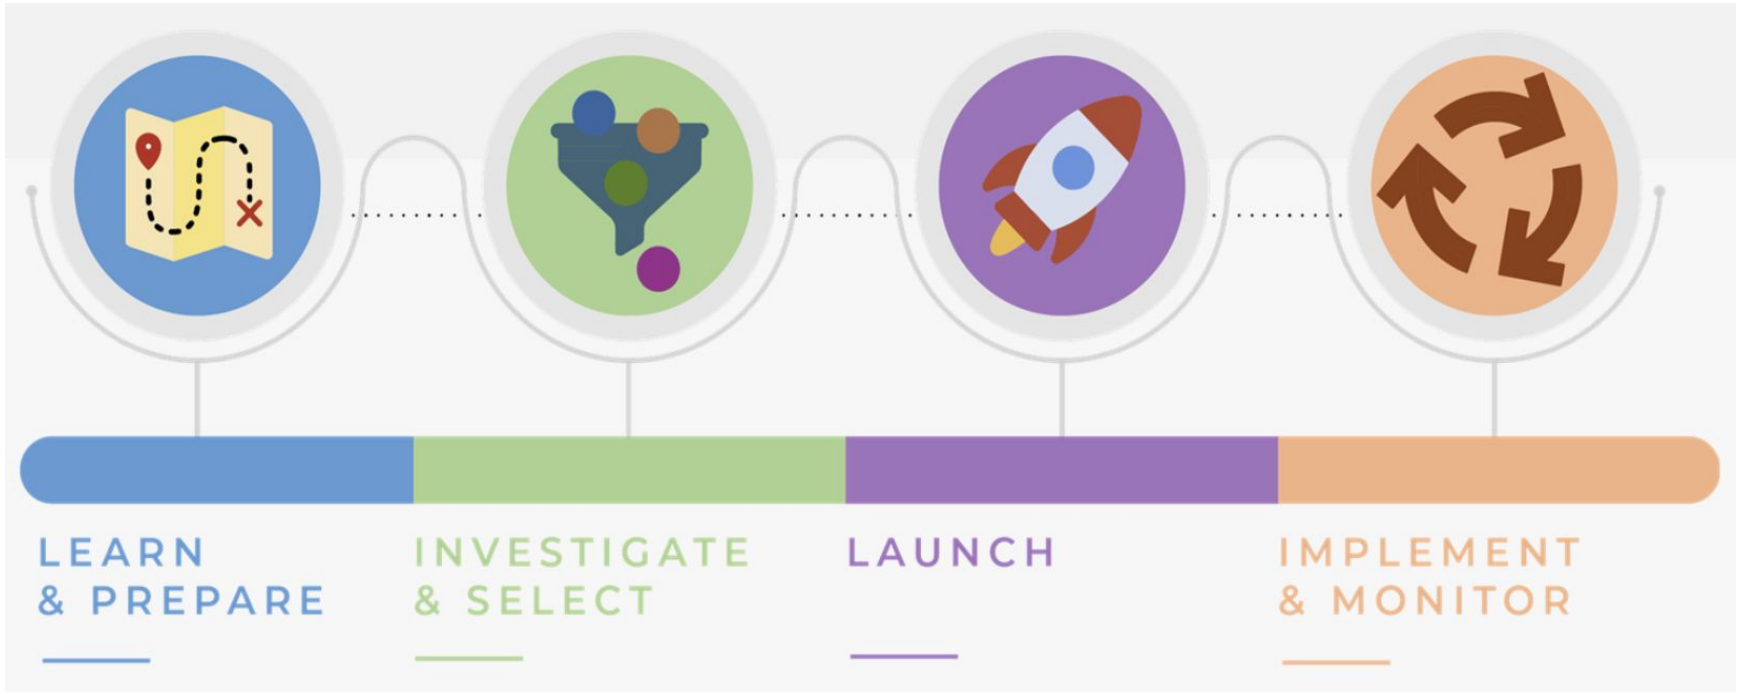 LEARN
& PREPARE
INVESTIGATE
& SELECT
LAUNCH
IMPLEMENT
& MONITOR